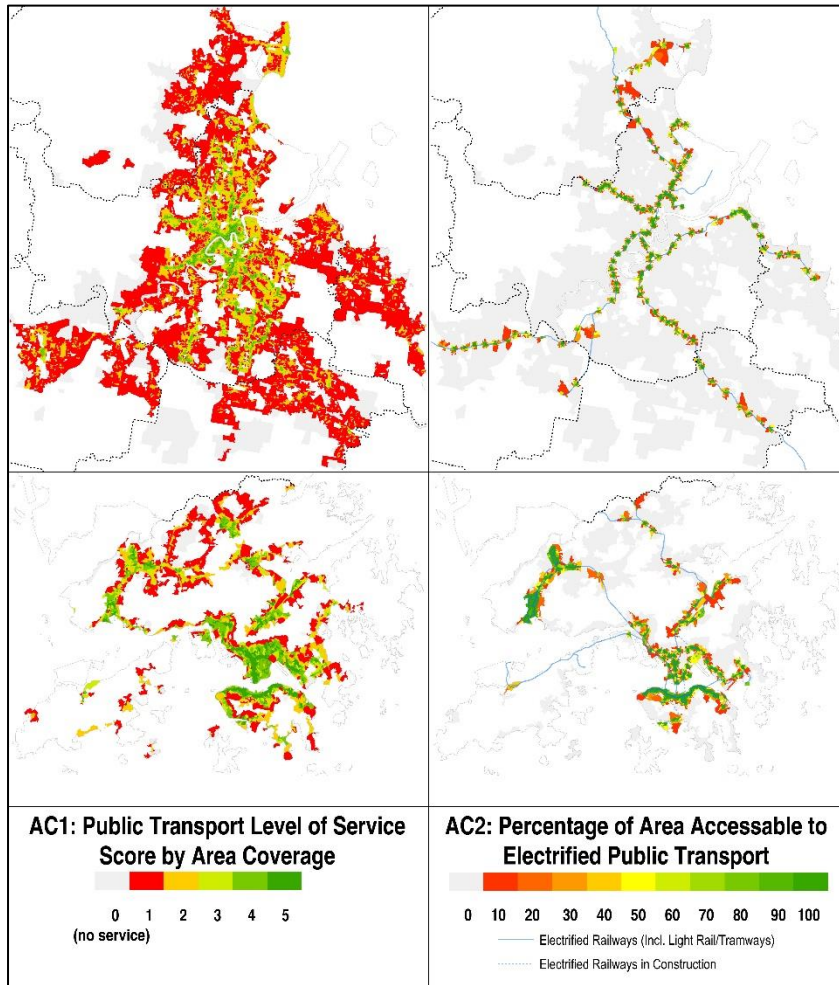 AC1: Public Transport Level of Service
Score by Area Coverage
0 1 2 3 4 5
(no service)
AC2: Percentage of Area Accessable to
Electrified Public Transport
0 10 20 30 40 50 60 70 80 90 100
Electrified Railways (Incl. Light Rail/Tramways)
Electrified Railways in Construction